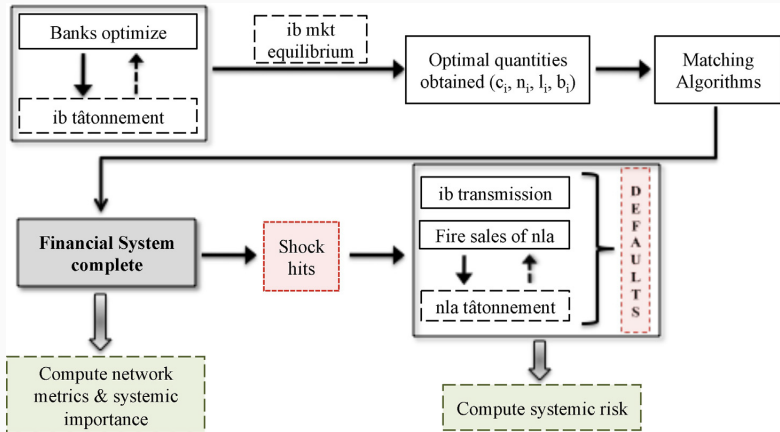 Banks optimize
ib tâtonnement
ib mkt
equilibrium
Optimal quantities
obtained (cᵢ, nᵢ, lᵢ, bᵢ)
Matching
Algorithms
Financial System
complete
Shock
hits
ib transmission
Fire sales of nla
nla tâtonnement
DEFAULTS
Compute network
metrics & systemic
importance
Compute systemic risk